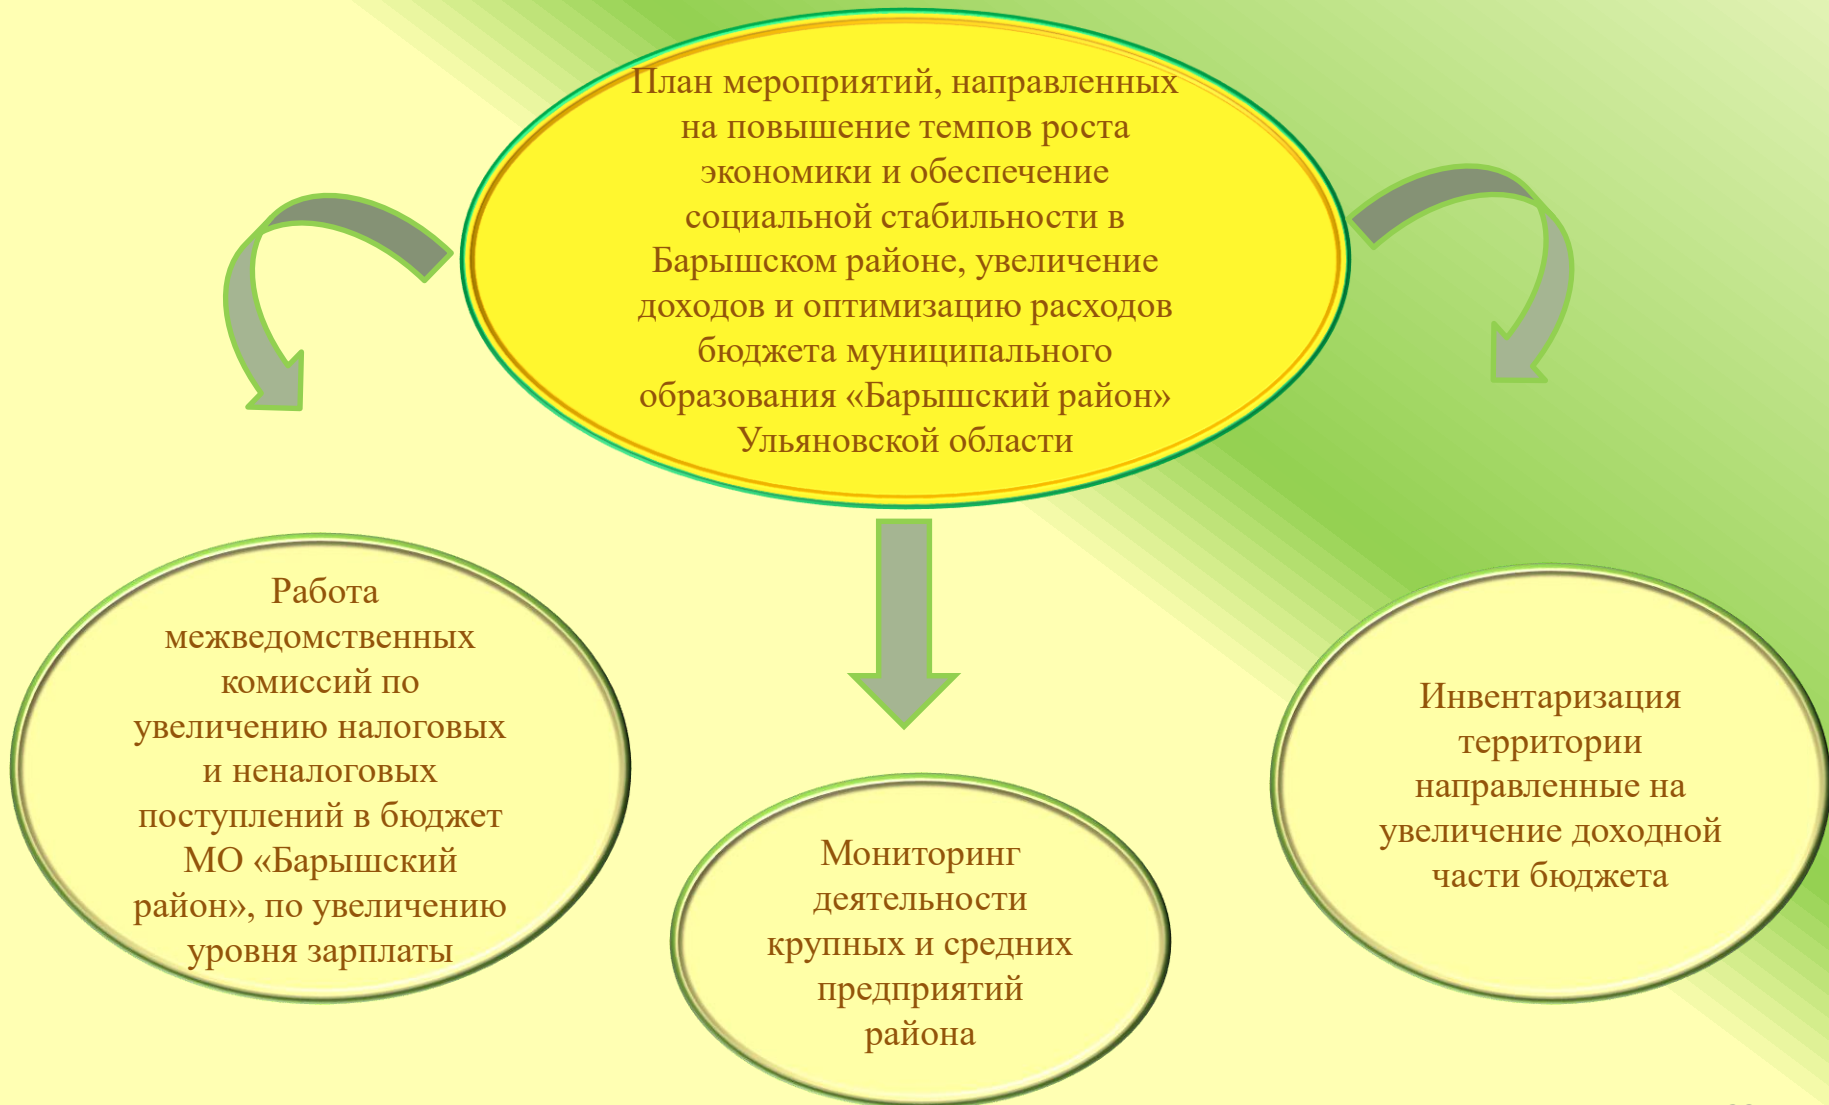 План мероприятий, направленных
на повышение темпов роста
экономики и обеспечение
социальной стабильности в
Барышском районе, увеличение
доходов и оптимизацию расходов
бюджета муниципального
образования «Барышский район»
Ульяновской области
Работа
межведомственных
комиссий по
увеличению налоговых
и неналоговых
поступлений в бюджет
МО «Барышский
район», по увеличению
уровня зарплаты
Мониторинг
деятельности
крупных и средних
предприятий
района
Инвентаризация
территории
направленные на
увеличение доходной
части бюджета